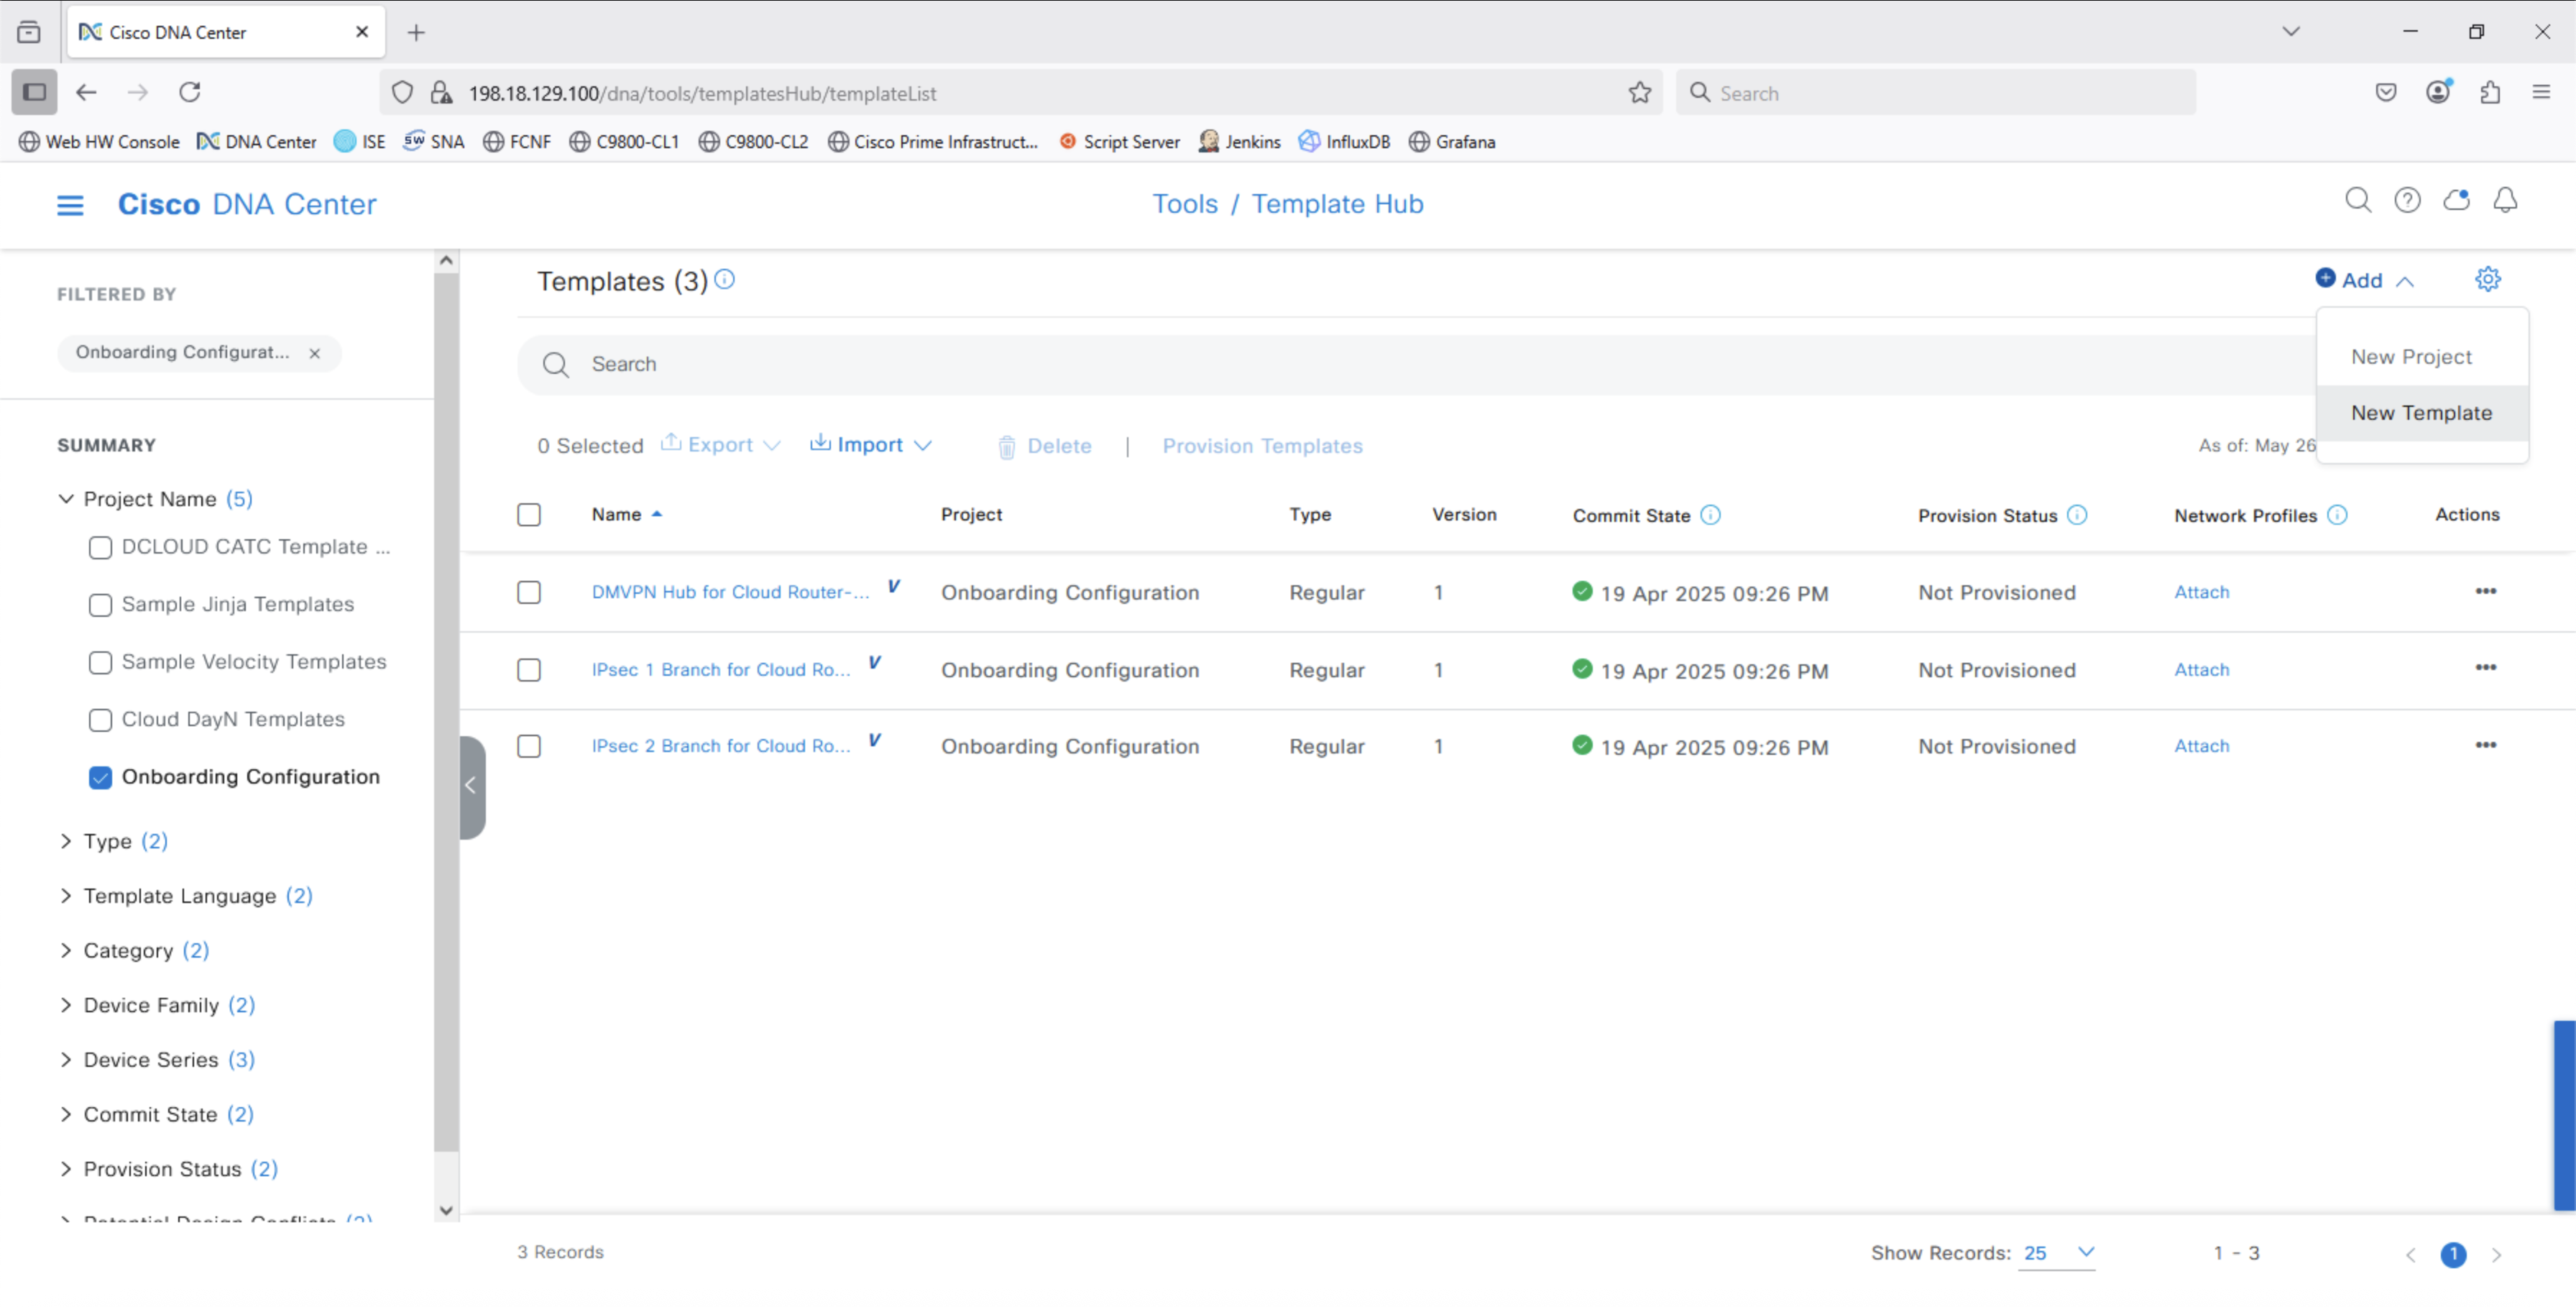 Cisco DNA Center
198.18.129.100/dna/tools/templatesHub/templateList
Search
Web HW Console
DNA Center
ISE
SNA
FCNF
C9800-CL1
C9800-CL2
Cisco Prime Infrastruct...
Script Server
Jenkins
InfluxDB
Grafana
Cisco DNA Center
Tools / Template Hub
FILTERED BY
Onboarding Configurat...
SUMMARY
Project Name (5)
DCLOUD CATC Template ...
Sample Jinja Templates
Sample Velocity Templates
Cloud DayN Templates
Onboarding Configuration
Type (2)
Template Language (2)
Category (2)
Device Family (2)
Device Series (3)
Commit State (2)
Provision Status (2)
Potential Design Conflicts (2)
Templates (3)
Add
New Project
New Template
Search
0 Selected Export Import Delete | Provision Templates
As of: May 26
Name Project Type Version Commit State Provision Status Network Profiles Actions
DMVPN Hub for Cloud Router-... V Onboarding Configuration Regular 1 19 Apr 2025 09:26 PM Not Provisioned Attach
IPsec 1 Branch for Cloud Ro... V Onboarding Configuration Regular 1 19 Apr 2025 09:26 PM Not Provisioned Attach
IPsec 2 Branch for Cloud Ro... V Onboarding Configuration Regular 1 19 Apr 2025 09:26 PM Not Provisioned Attach
3 Records
Show Records: 25
1 - 3
1